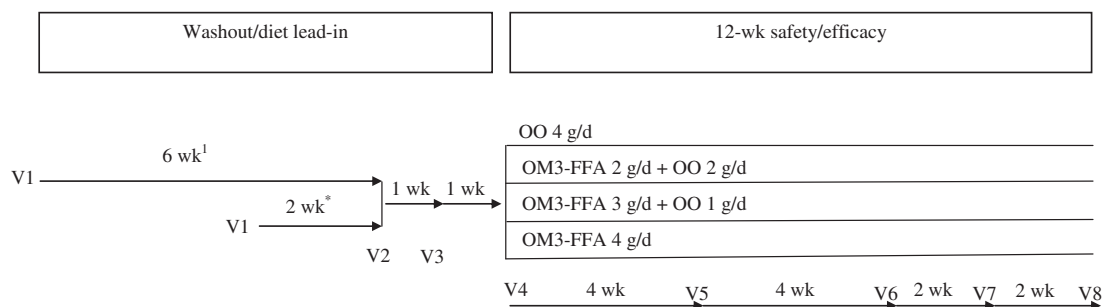 Washout/diet lead-in
12-wk safety/efficacy
OO 4 g/d
6 wk¹
OM3-FFA 2 g/d + OO 2 g/d
V1
1 wk
1 wk
2 wk*
OM3-FFA 3 g/d + OO 1 g/d
V1
OM3-FFA 4 g/d
V2
V3
V4
4 wk
V5
4 wk
V6
2 wk
V7
2 wk
V8